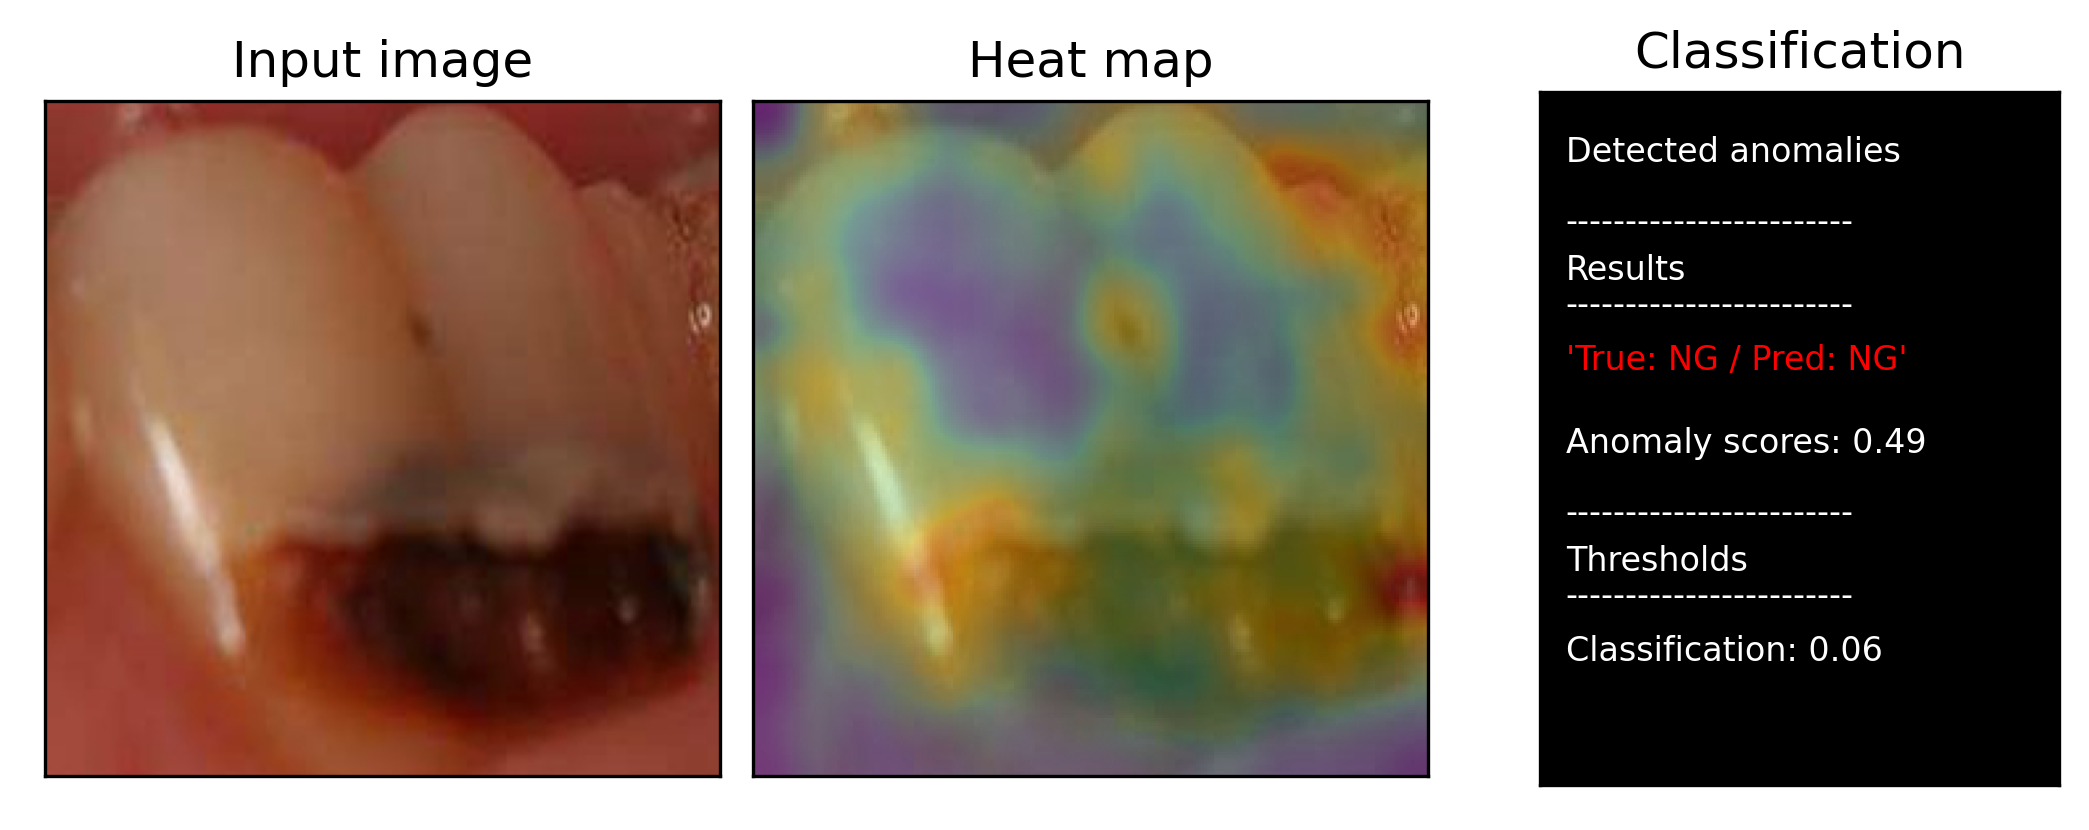 Input image
Heat map
Classification
Detected anomalies
------------------------
Results
------------------------
'True: NG / Pred: NG'
Anomaly scores: 0.49
------------------------
Thresholds
------------------------
Classification: 0.06